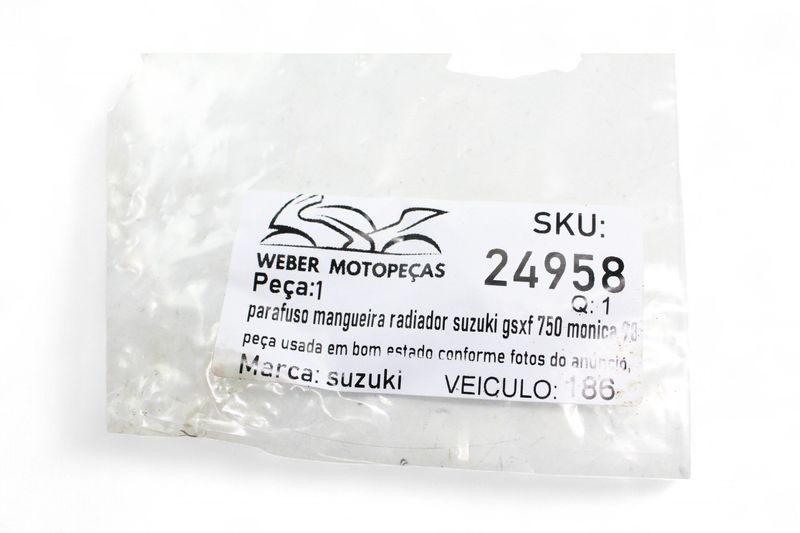 SKU:
24958
WEBER MOTOPEÇAS
Peça:1
Q: 1
parafuso mangueira radiador suzuki gsxf 750 monica
peça usada em bom estado conforme fotos do anúncio,
Marca: suzuki VEICULO: 186